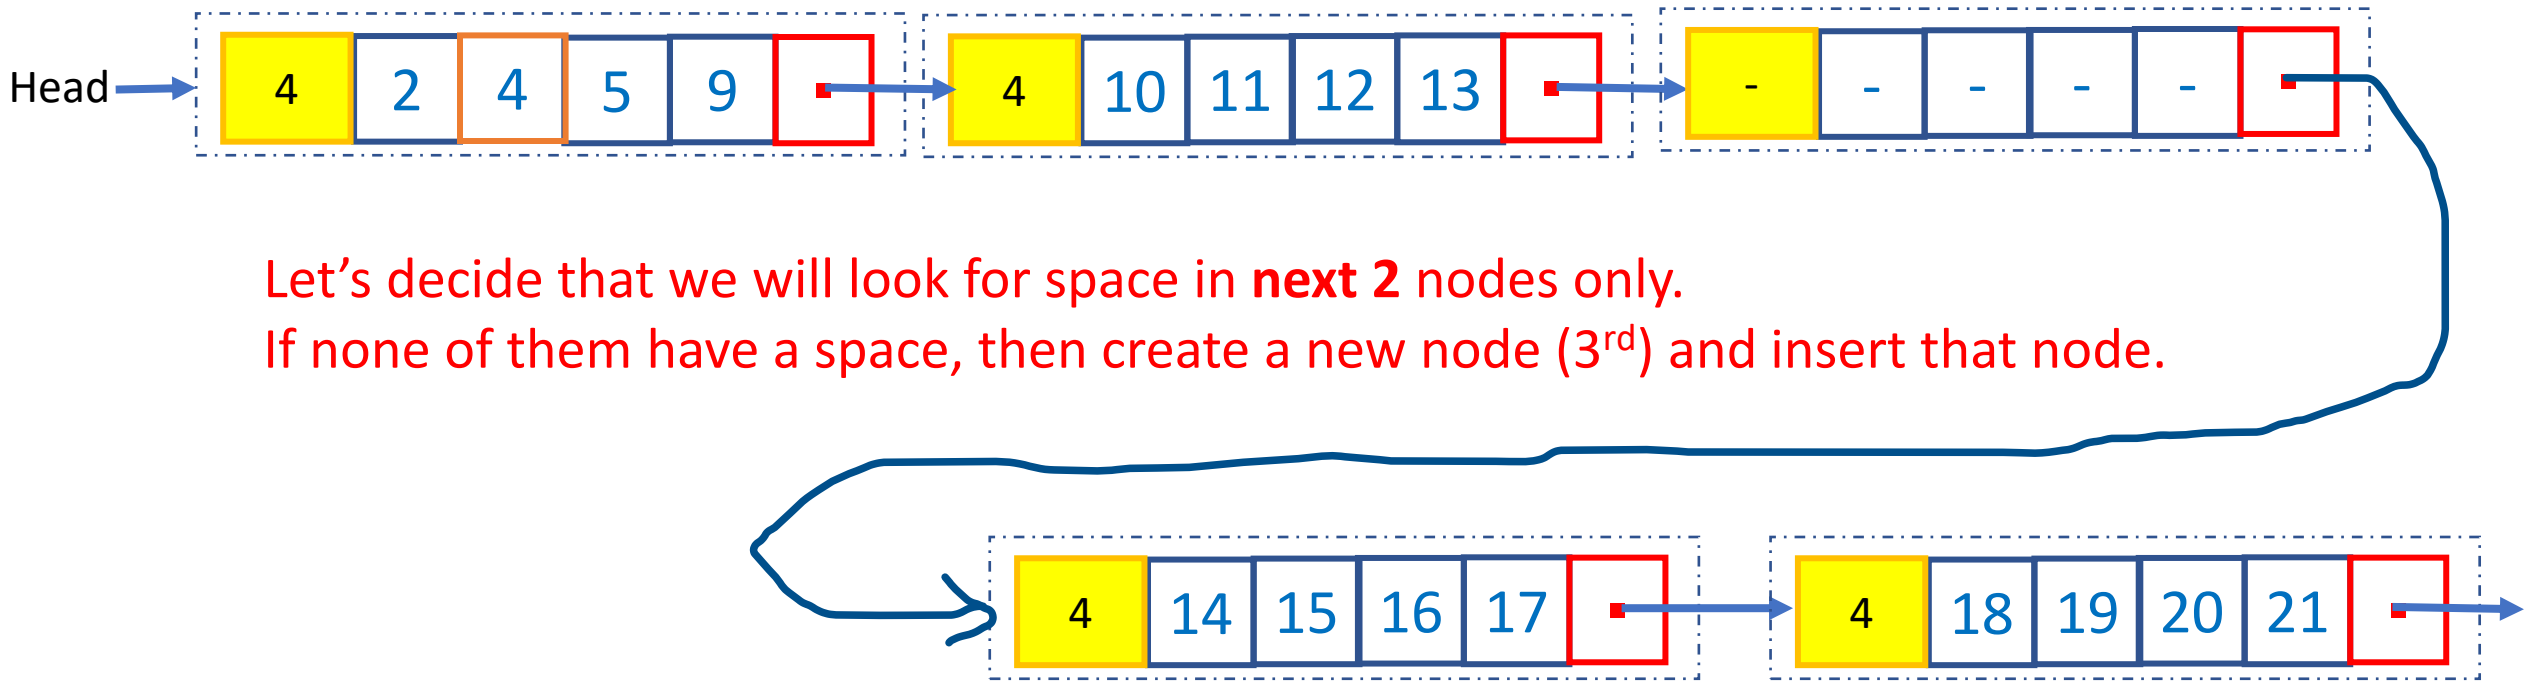 Head 4 2 4 5 9 4 10 11 12 13 - - - - -
Let's decide that we will look for space in next 2 nodes only.
If none of them have a space, then create a new node (3rd) and insert that node.
4 14 15 16 17 4 18 19 20 21